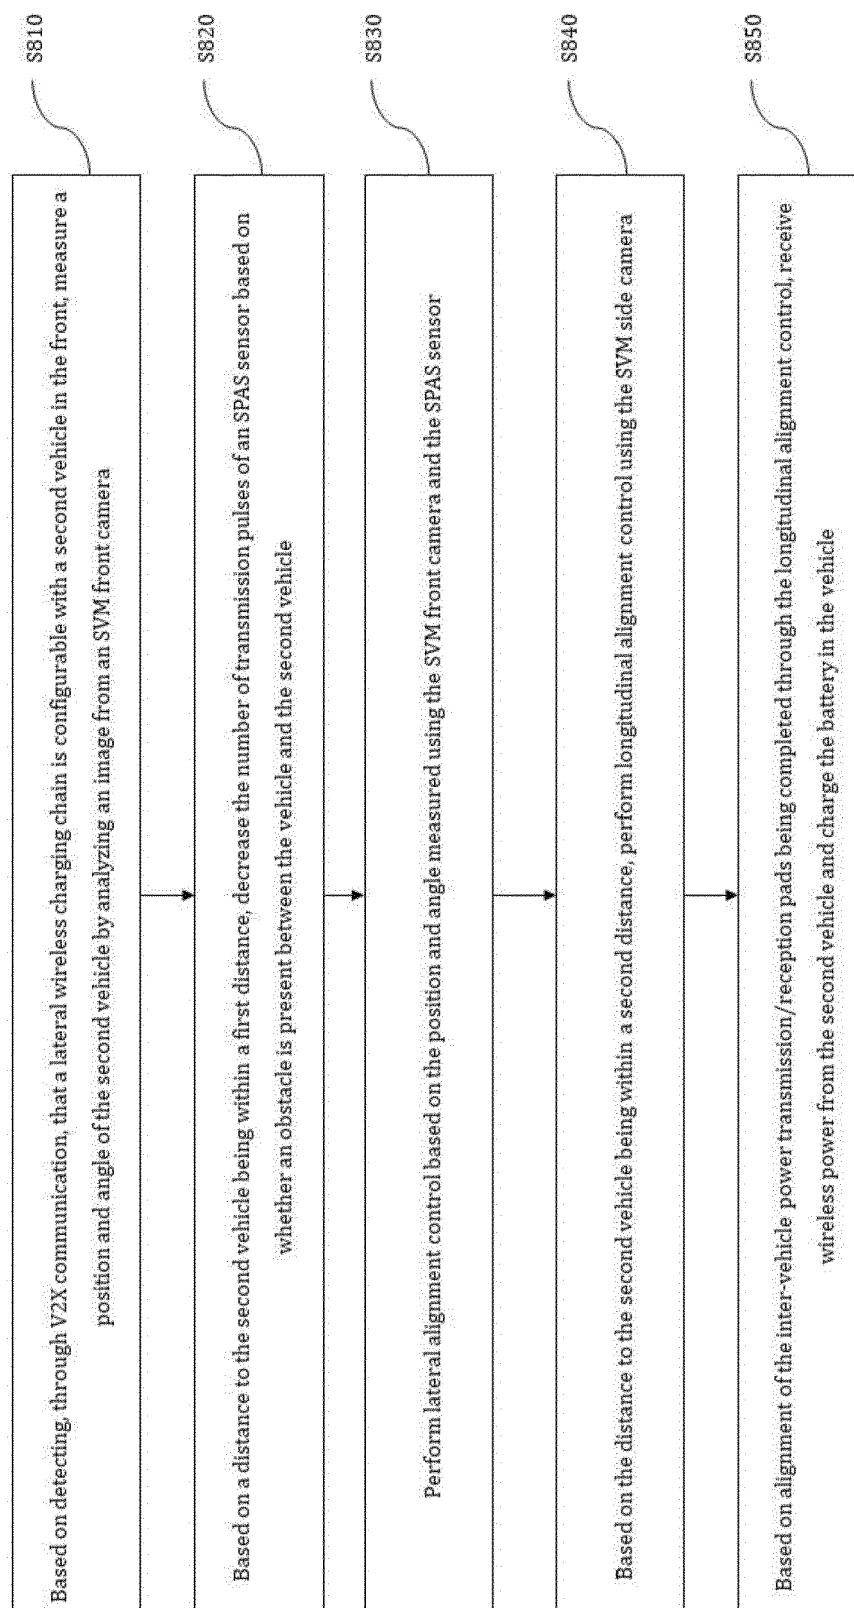 S810
Based on detecting, through V2X communication, that a lateral wireless charging chain is configurable with a second vehicle in the front, measure a
position and angle of the second vehicle by analyzing an image from an SVM front camera
S820
Based on a distance to the second vehicle being within a first distance, decrease the number of transmission pulses of an SPAS sensor based on
whether an obstacle is present between the vehicle and the second vehicle
S830
Perform lateral alignment control based on the position and angle measured using the SVM front camera and the SPAS sensor
S840
Based on the distance to the second vehicle being within a second distance, perform longitudinal alignment control using the SVM side camera
S850
Based on alignment of the inter-vehicle power transmission/reception pads being completed through the longitudinal alignment control, receive
wireless power from the second vehicle and charge the battery in the vehicle